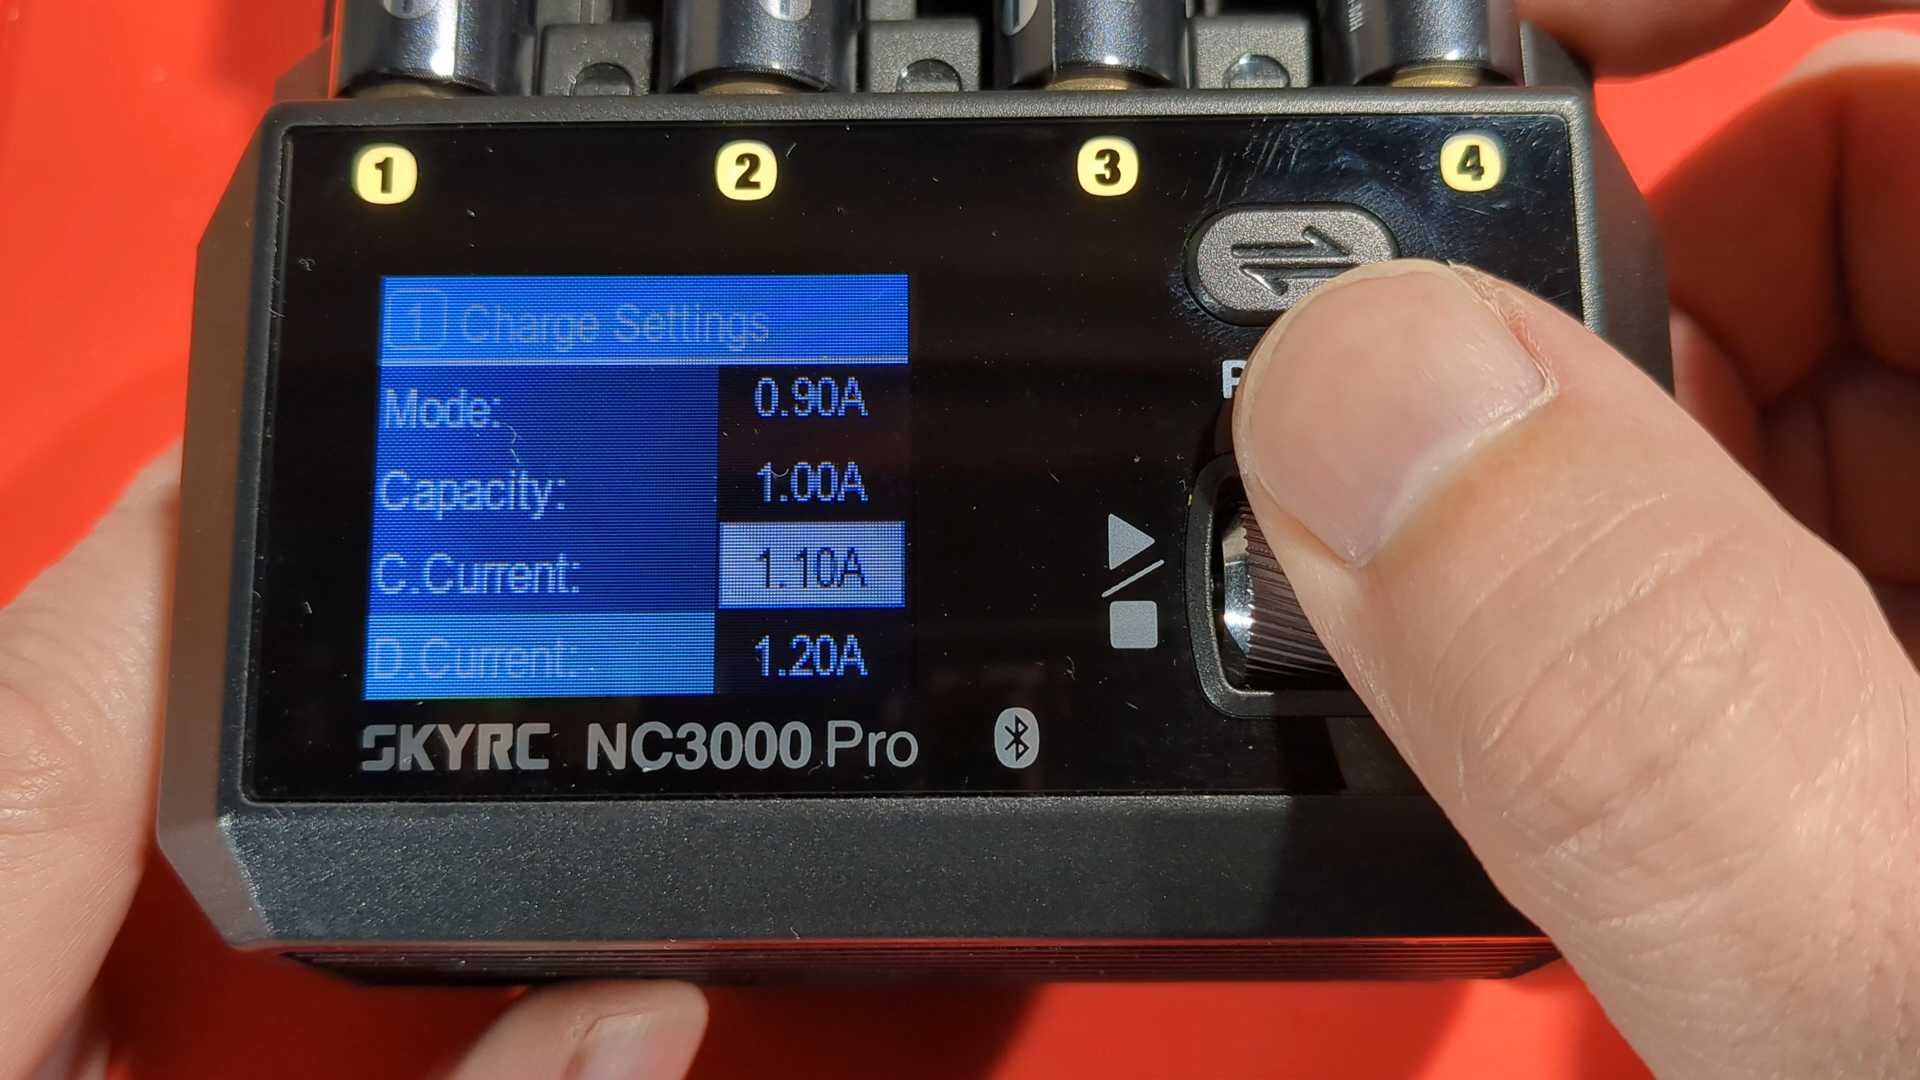 1
2
3
4
1 Charge Settings
Mode: 0.90A
Capacity: 1.00A
C.Current: 1.10A
D.Current: 1.20A
SKYRC NC3000 Pro